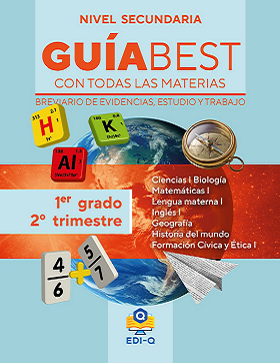 NIVEL SECUNDARIA
GUÍABEST
CON TODAS LAS MATERIAS
BREVIARIO DE EVIDENCIAS, ESTUDIO Y TRABAJO
H
K
Al
1er grado
2° trimestre
Ciencias I Biología
Matemáticas I
Lengua materna I
Inglés I
Geografía
Historia del mundo
Formación Cívica y Ética I
4/6 + 5/7
EDI-Q